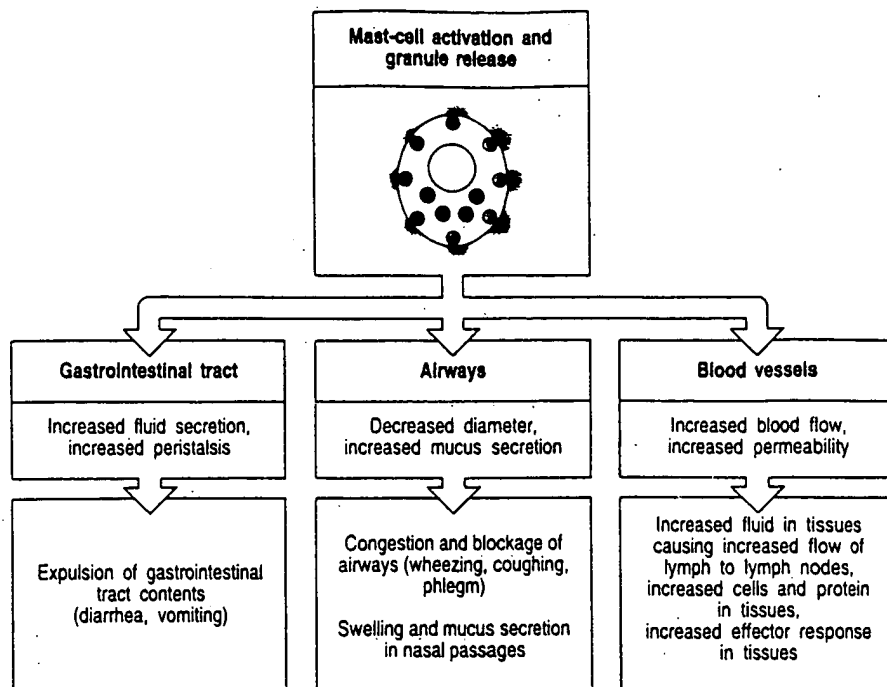 Mast-cell activation and
granule release
Gastrointestinal tract
Increased fluid secretion,
increased peristalsis
Expulsion of gastrointestinal
tract contents
(diarrhea, vomiting)
Airways
Decreased diameter,
increased mucus secretion
Congestion and blockage of
airways (wheezing, coughing,
phlegm)
Swelling and mucus secretion
in nasal passages
Blood vessels
Increased blood flow,
increased permeability
Increased fluid in tissues
causing increased flow of
lymph to lymph nodes,
increased cells and protein
in tissues,
increased effector response
in tissues